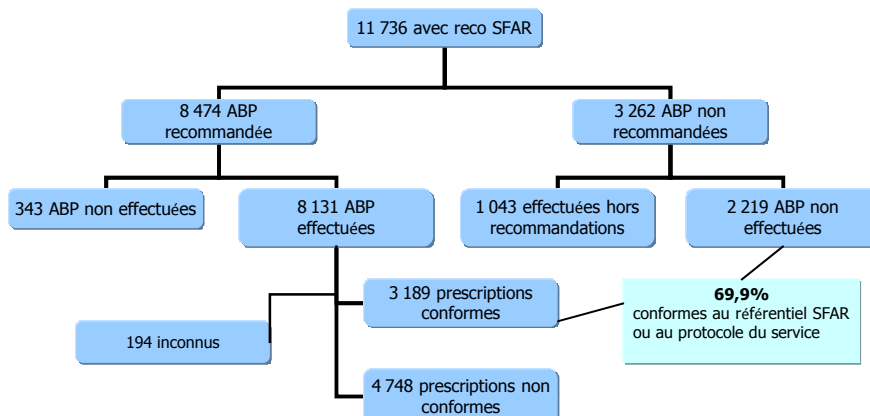 11 736 avec reco SFAR
8 474 ABP
recommandée
3 262 ABP non
recommandées
343 ABP non effectuées
8 131 ABP
effectuées
1 043 effectuées hors
recommandations
2 219 ABP non
effectuées
3 189 prescriptions
conformes
69,9%
conformes au référentiel SFAR
ou au protocole du service
194 inconnus
4 748 prescriptions non
conformes